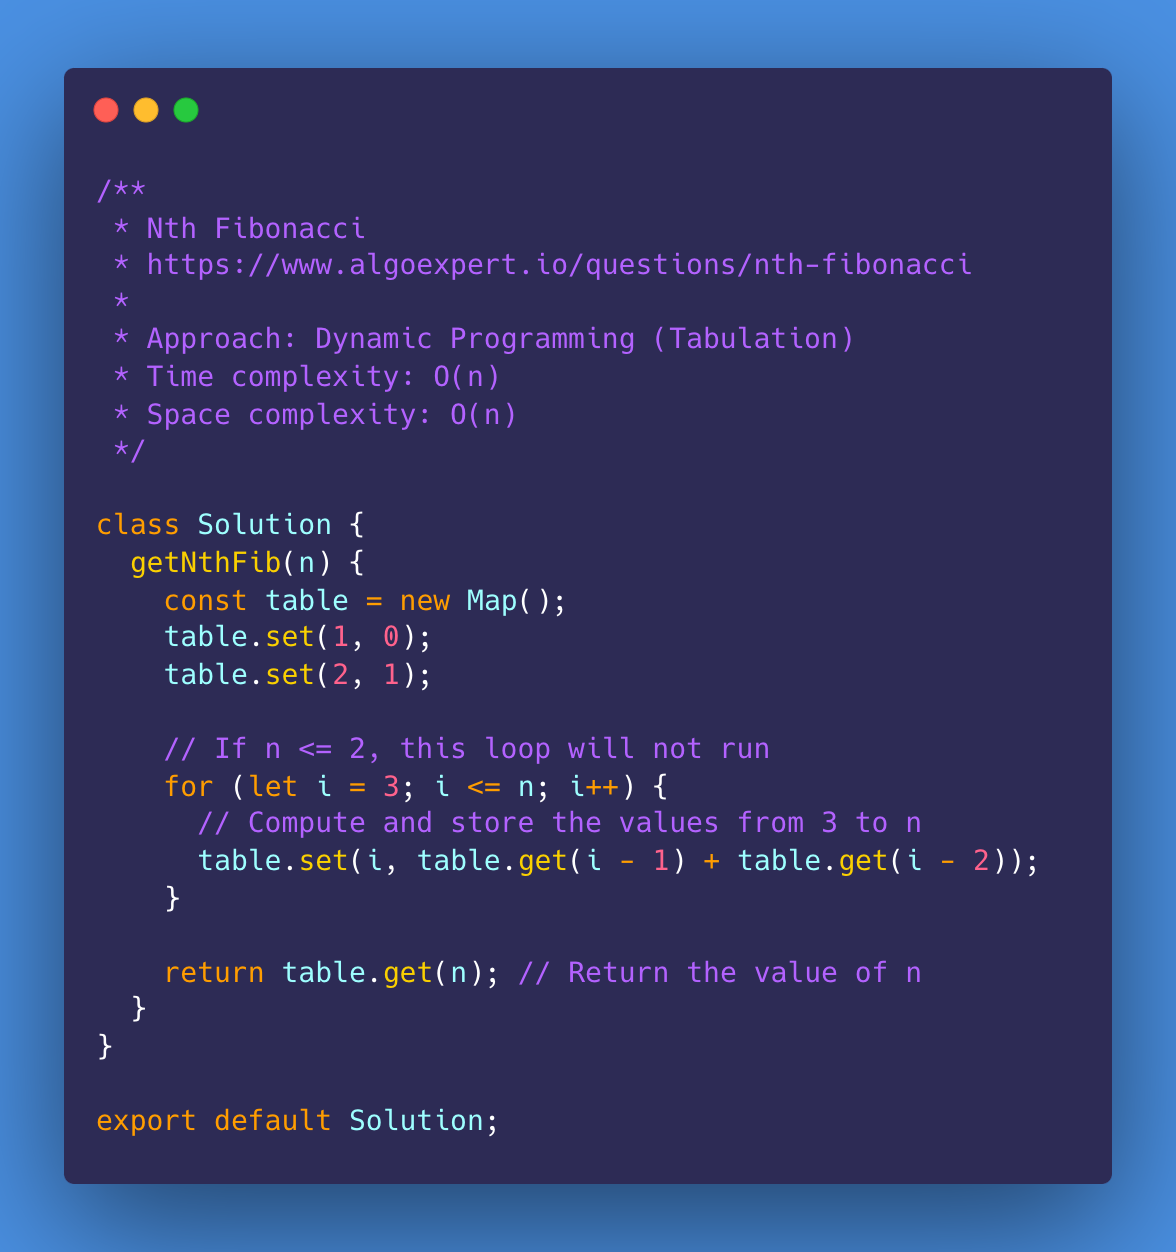 /**
 * Nth Fibonacci
 * https://www.algoexpert.io/questions/nth-fibonacci
 *
 * Approach: Dynamic Programming (Tabulation)
 * Time complexity: O(n)
 * Space complexity: O(n)
 */

class Solution {
  getNthFib(n) {
    const table = new Map();
    table.set(1, 0);
    table.set(2, 1);

    // If n <= 2, this loop will not run
    for (let i = 3; i <= n; i++) {
      // Compute and store the values from 3 to n
      table.set(i, table.get(i - 1) + table.get(i - 2));
    }

    return table.get(n); // Return the value of n
  }
}

export default Solution;